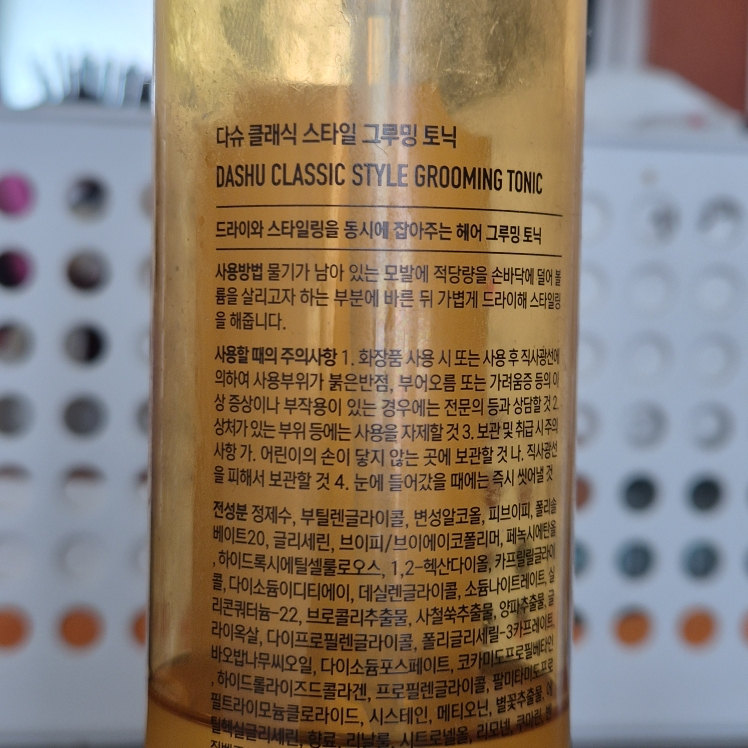 다슈 클래식 스타일 그루밍 토닉
DASHU CLASSIC STYLE GROOMING TONIC
드라이와 스타일링을 동시에 잡아주는 헤어 그루밍 토닉
사용방법 물기가 남아 있는 모발에 적당량을 손바닥에 덜어 볼
륨을 살리고자 하는 부분에 바른 뒤 가볍게 드라이해 스타일링
을 해줍니다.
사용할 때의 주의사항 1. 화장품 사용 시 또는 사용 후 직사광선에
의하여 사용부위가 붉은반점, 부어오름 또는 가려움증 등의 이
상 증상이나 부작용이 있는 경우에는 전문의 등과 상담할 것 2.
상처가 있는 부위 등에는 사용을 자제할 것 3. 보관 및 취급 시 주의
사항 가. 어린이의 손이 닿지 않는 곳에 보관할 것 나. 직사광선
을 피해서 보관할 것 4. 눈에 들어갔을 때에는 즉시 씻어낼 것
전성분 정제수, 부틸렌글라이콜, 변성알코올, 피브이피, 폴리솔
베이트20, 글리세린, 브이피/브이에이코폴리머, 페녹시에탄올
, 하이드록시에틸셀룰로오스, 1,2-헥산다이올, 카프릴릴글라이
콜, 다이소듐이디티에이, 데실렌글라이콜, 소듐나이트레이트, 실
리콘쿼터늄-22, 브로콜리추출물, 사철쑥추출물, 양파추출물, 글
라이옥살, 다이프로필렌글라이콜, 폴리글리세릴-3카프레이트,
바오밥나무씨오일, 다이소듐포스페이트, 코카미도프로필베타인
, 하이드롤라이즈드콜라겐, 프로필렌글라이콜, 팔미타미도프로
필트라이모늄클로라이드, 시스테인, 메티오닌, 벌꽃추출물, 에
틸헥실글리세린, 향료, 리날룰, 시트로넬올, 리모넨, 쿠마린,